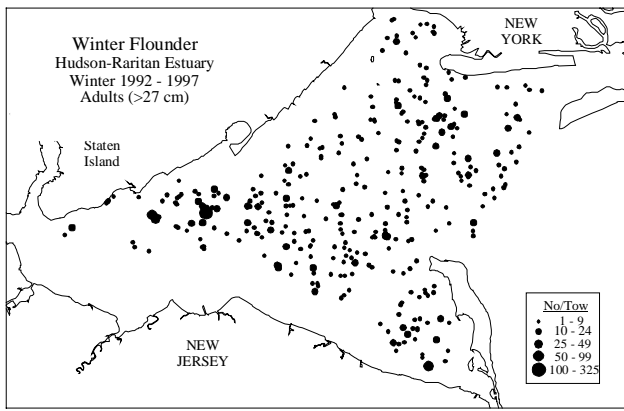 Winter Flounder
Hudson-Raritan Estuary
Winter 1992 - 1997
Adults (>27 cm)
NEW
YORK
Staten
Island
NEW
JERSEY
No/Tow
1 - 9
10 - 24
25 - 49
50 - 99
100 - 325